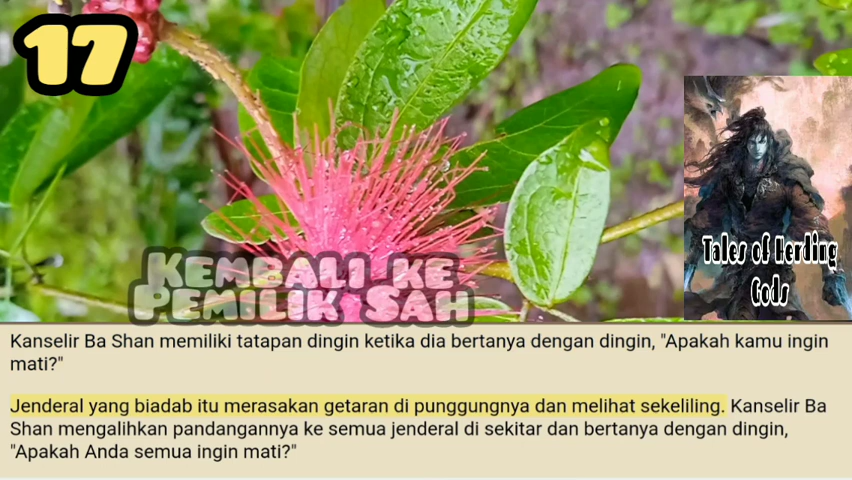 17
KEMBALI KE
PEMILIK SAH
Tales of Herding
Gods
Kanselir Ba Shan memiliki tatapan dingin ketika dia bertanya dengan dingin, "Apakah kamu ingin
mati?"
Jenderal yang biadab itu merasakan getaran di punggungnya dan melihat sekeliling. Kanselir Ba
Shan mengalihkan pandangannya ke semua jenderal di sekitar dan bertanya dengan dingin,
"Apakah Anda semua ingin mati?"